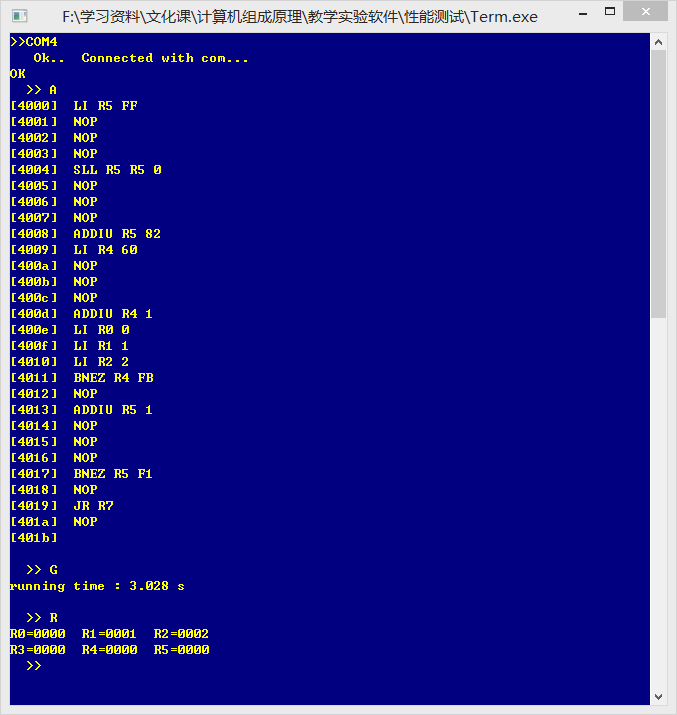 F:\学习资料\文化课\计算机组成原理\教学实验软件\性能测试\Term.exe
>>COM4
Ok.. Connected with com...
OK
>> A
[4000] LI R5 FF
[4001] NOP
[4002] NOP
[4003] NOP
[4004] SLL R5 R5 0
[4005] NOP
[4006] NOP
[4007] NOP
[4008] ADDIU R5 82
[4009] LI R4 60
[400a] NOP
[400b] NOP
[400c] NOP
[400d] ADDIU R4 1
[400e] LI R0 0
[400f] LI R1 1
[4010] LI R2 2
[4011] BNEZ R4 FB
[4012] NOP
[4013] ADDIU R5 1
[4014] NOP
[4015] NOP
[4016] NOP
[4017] BNEZ R5 F1
[4018] NOP
[4019] JR R7
[401a] NOP
[401b]
>> G
running time : 3.028 s
>> R
R0=0000 R1=0001 R2=0002
R3=0000 R4=0000 R5=0000
>>